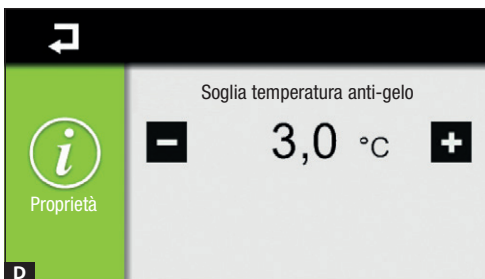 Soglia temperatura anti-gelo
- 3,0 °C +
i
Proprietà
D